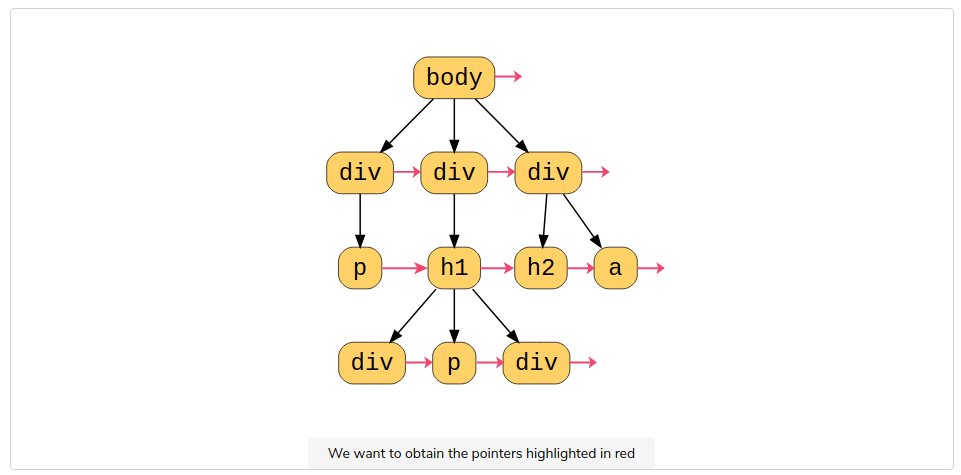 body
div div div
p h1 h2 a
div p div
We want to obtain the pointers highlighted in red